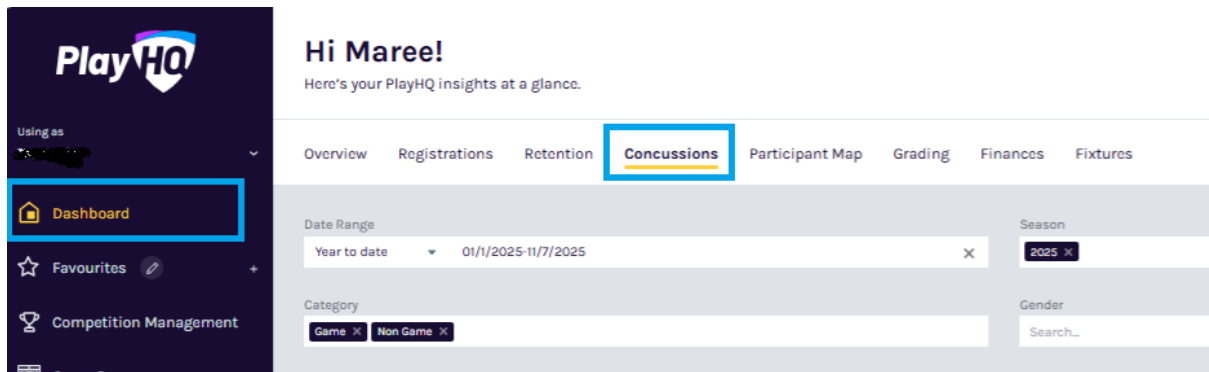 PlayHQ
Using as
Dashboard
Favourites
+
Competition Management
Hi Maree!
Here's your PlayHQ insights at a glance.
Overview Registrations Retention Concussions Participant Map Grading Finances Fixtures
Date Range
Year to date 01/1/2025-11/7/2025 ×
Season
2025 ×
Category
Game × Non Game ×
Gender
Search...